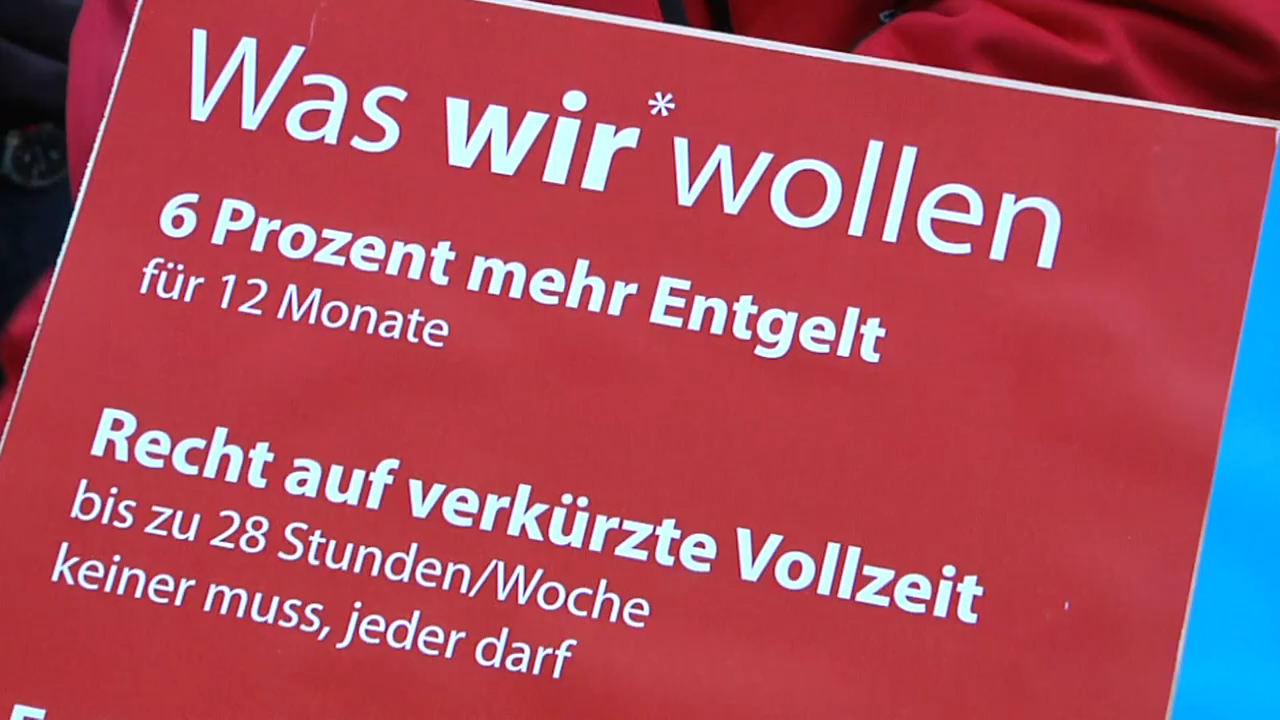 Was wir* wollen
6 Prozent mehr Entgelt
für 12 Monate
Recht auf verkürzte Vollzeit
bis zu 28 Stunden/Woche
keiner muss, jeder darf